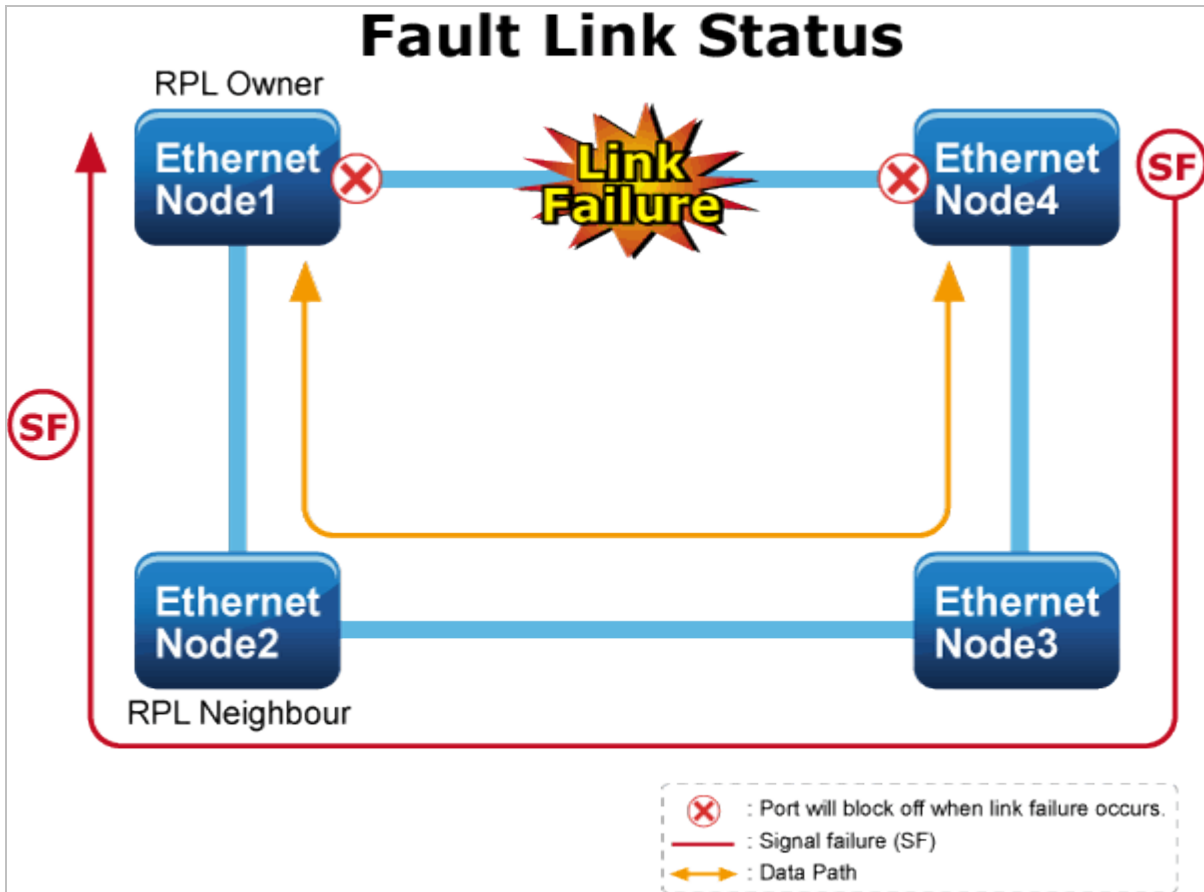 Fault Link Status
RPL Owner
Ethernet
Node1
Link
Failure
Ethernet
Node4
SF
SF
Ethernet
Node2
Ethernet
Node3
RPL Neighbour
: Port will block off when link failure occurs.
: Signal failure (SF)
: Data Path